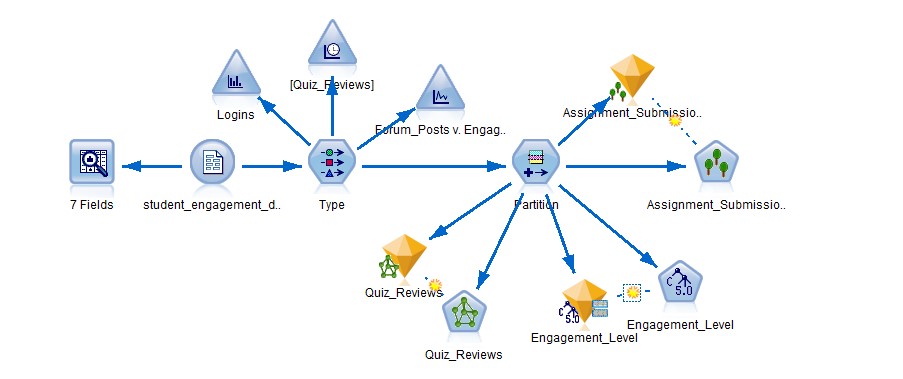 Logins
[Quiz_Reviews]
Forum_Posts v. Engag..
Assignment_Submissio..
7 Fields
student_engagement_d..
Type
Partition
Assignment_Submissio..
Quiz_Reviews
C 5.0
Engagement_Level
C 5.0
Engagement_Level
Quiz_Reviews